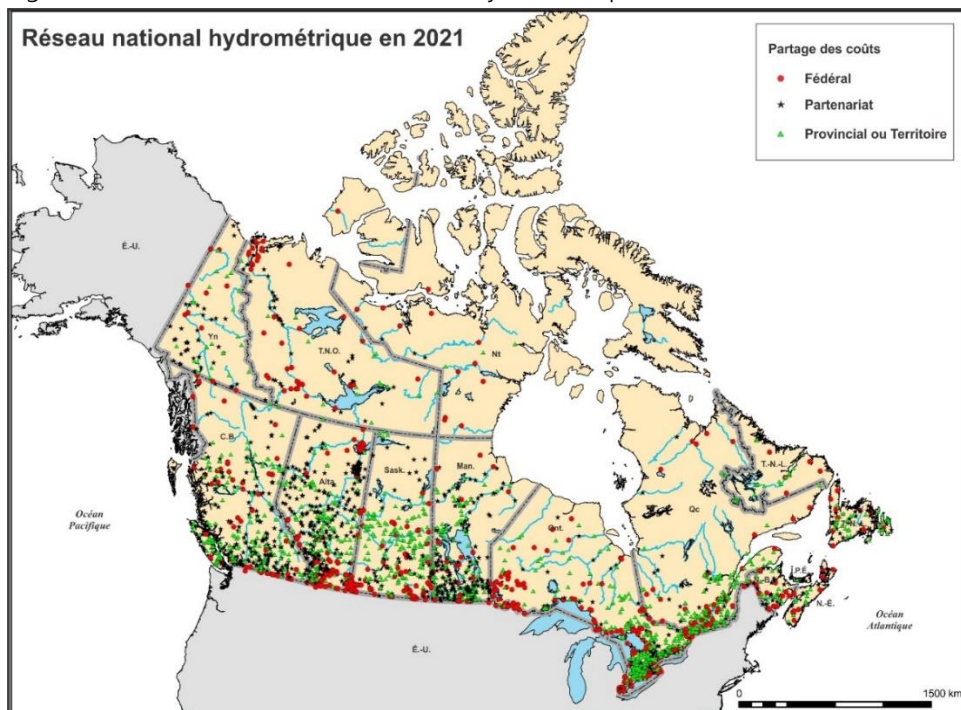 Réseau national hydrométrique en 2021
Partage des coûts
Fédéral
Partenariat
Provincial ou Territoire
É.-U.
Yn
T.N.O.
Nt
C.B.
Alta.
Sask.
Man.
Ont.
Qc
T.-N.-L.
Î.P.É.
N.-B.
N.-É.
Océan
Pacifique
Océan
Atlantique
É.-U.
0
1500 km